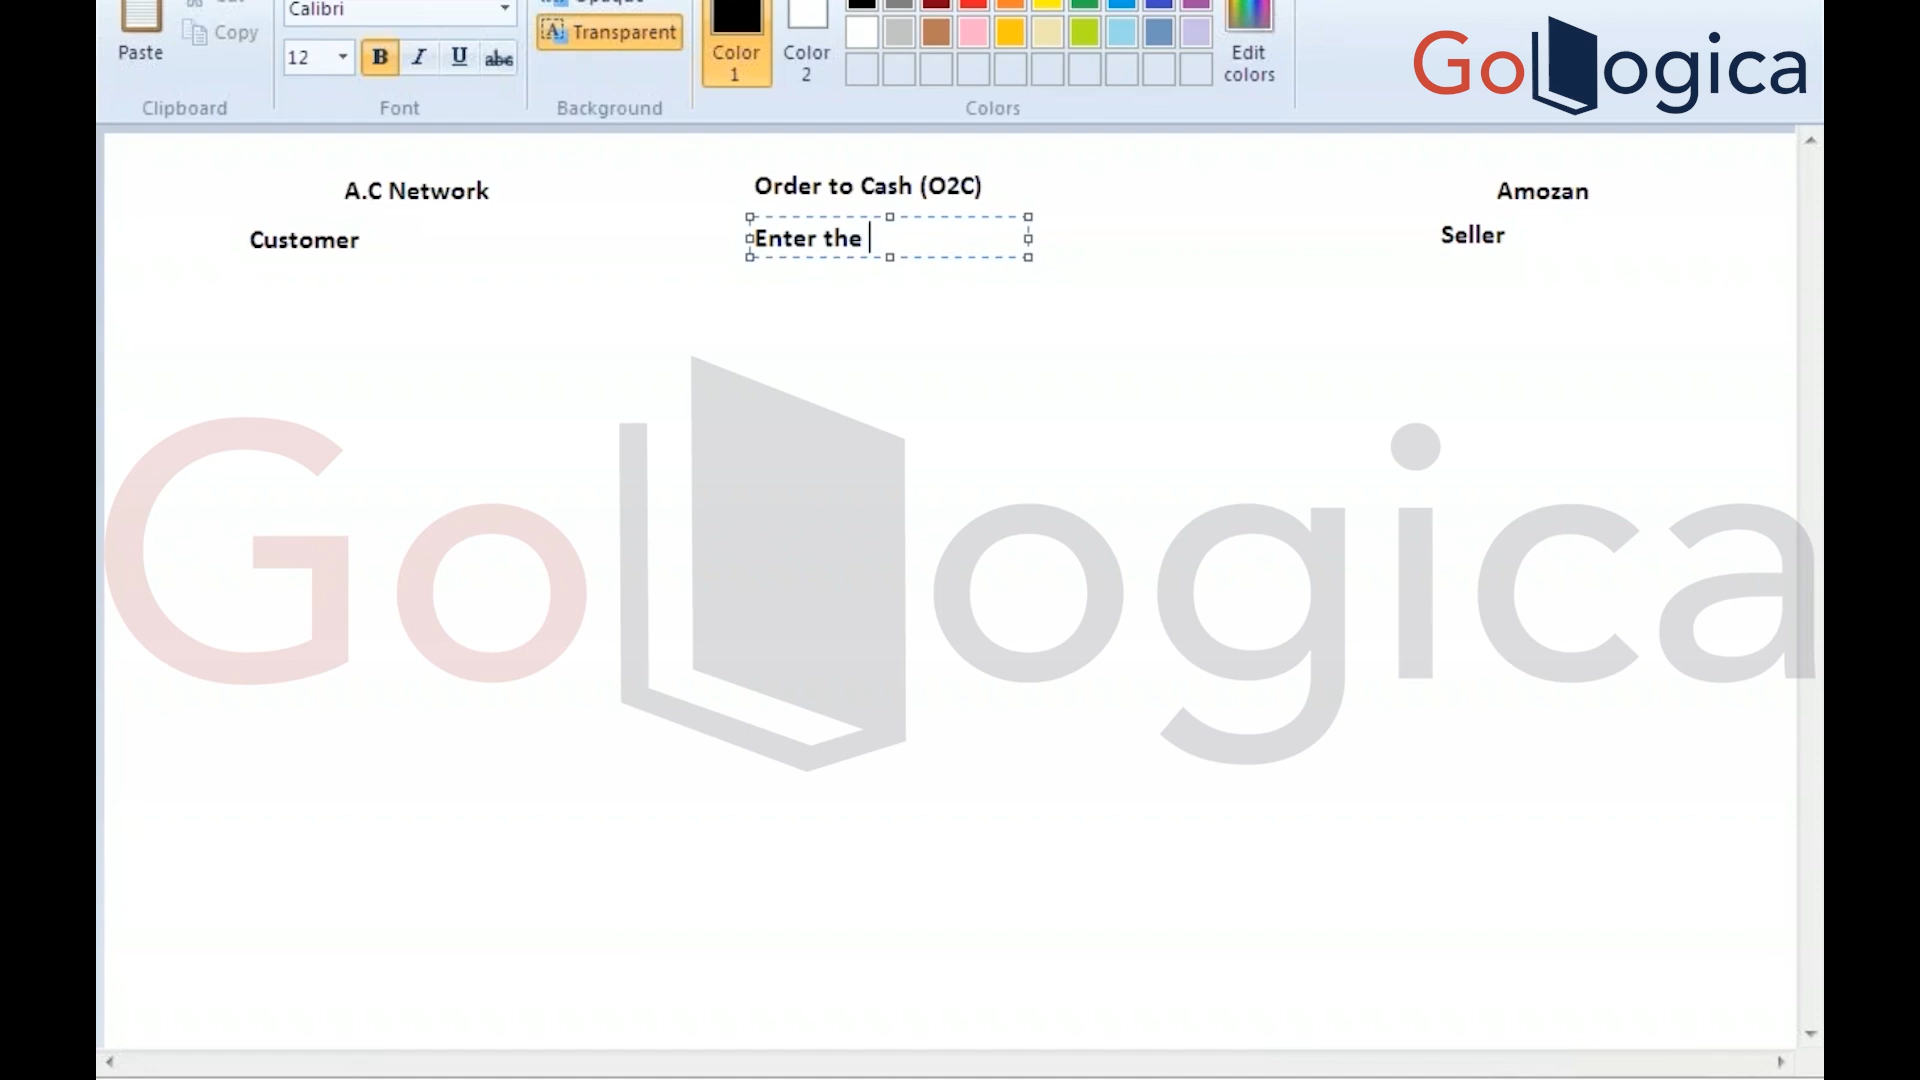 Calibri
Opaque
Paste
Copy
12
B
I
U
abc
Transparent
Color
1
Color
2
Edit
colors
Clipboard
Font
Background
Colors
GoLogica
A.C Network
Order to Cash (O2C)
Amozan
Customer
Enter the
Seller
GoLogica